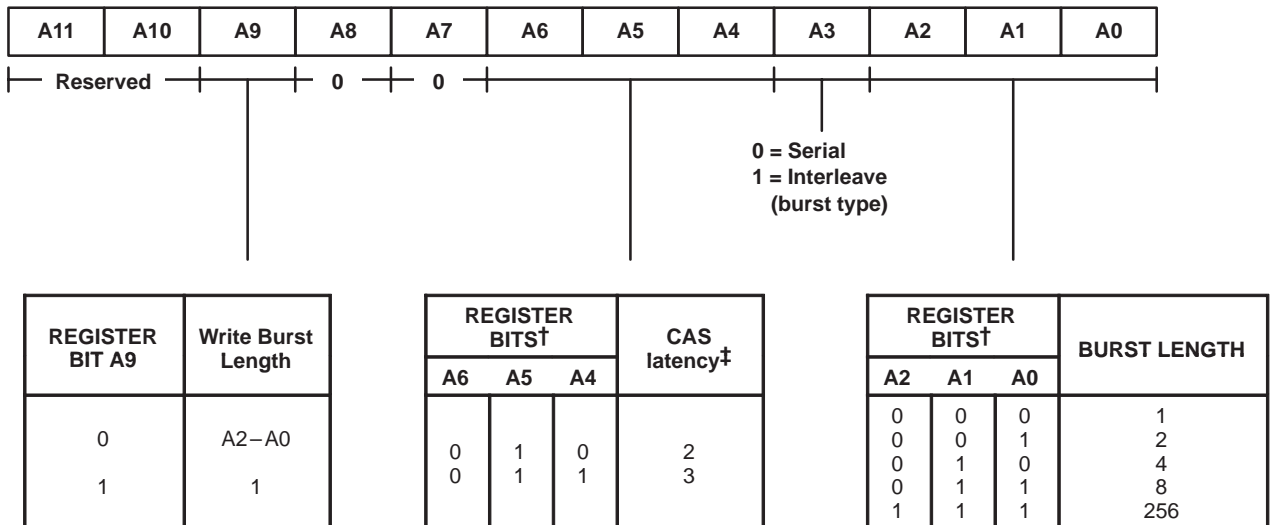 A11 A10 A9 A8 A7 A6 A5 A4 A3 A2 A1 A0
Reserved 0 0
0 = Serial
1 = Interleave
(burst type)
REGISTER BIT A9
Write Burst Length
0 A2–A0
1 1
REGISTER BITS†
CAS latency‡
A6 A5 A4
0 1 0 2
0 1 1 3
REGISTER BITS†
BURST LENGTH
A2 A1 A0
0 0 0 1
0 0 1 2
0 1 0 4
0 1 1 8
1 1 1 256